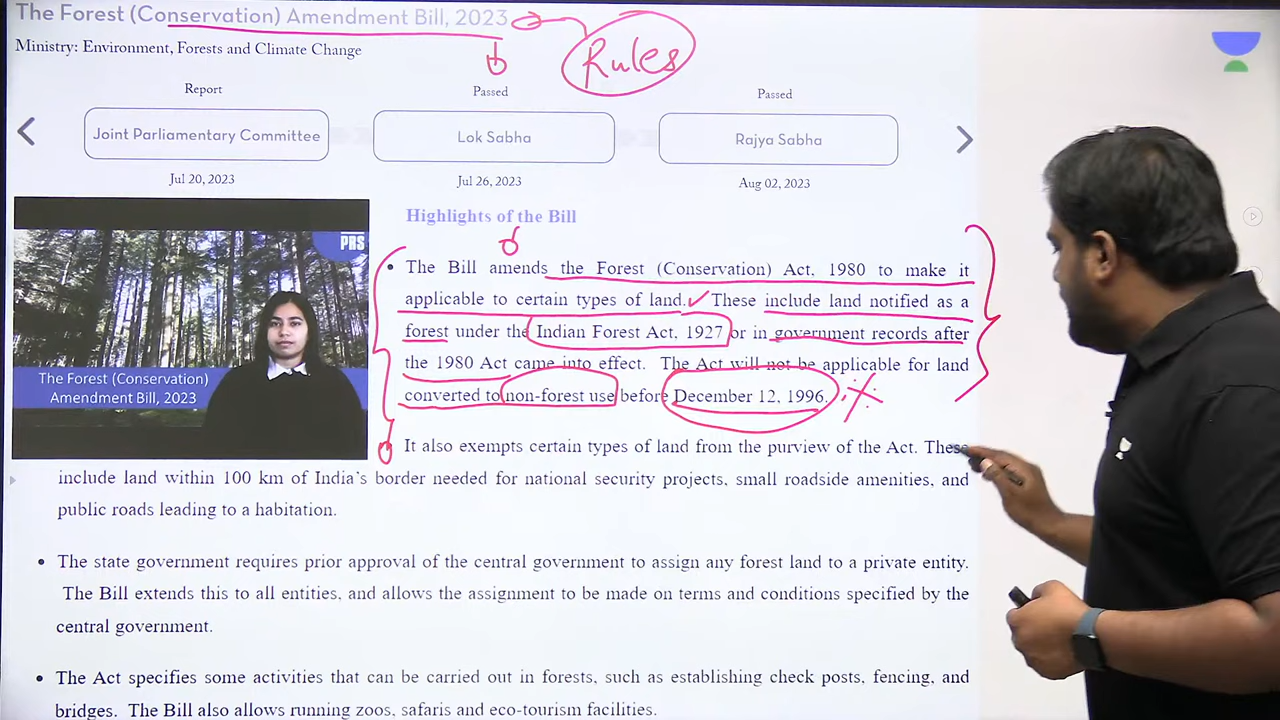 The Forest (Conservation) Amendment Bill, 2023
Rules
Ministry: Environment, Forests and Climate Change
Report
Passed
Passed
Joint Parliamentary Committee
Lok Sabha
Rajya Sabha
Jul 20, 2023
Jul 26, 2023
Aug 02, 2023
PRS
The Forest (Conservation)
Amendment Bill, 2023
Highlights of the Bill
• The Bill amends the Forest (Conservation) Act, 1980 to make it
applicable to certain types of land. These include land notified as a
forest under the Indian Forest Act, 1927 or in government records after
the 1980 Act came into effect. The Act will not be applicable for land
converted to non-forest use before December 12, 1996.
It also exempts certain types of land from the purview of the Act. These
include land within 100 km of India’s border needed for national security projects, small roadside amenities, and
public roads leading to a habitation.
• The state government requires prior approval of the central government to assign any forest land to a private entity.
The Bill extends this to all entities, and allows the assignment to be made on terms and conditions specified by the
central government.
• The Act specifies some activities that can be carried out in forests, such as establishing check posts, fencing, and
bridges. The Bill also allows running zoos, safaris and eco-tourism facilities.